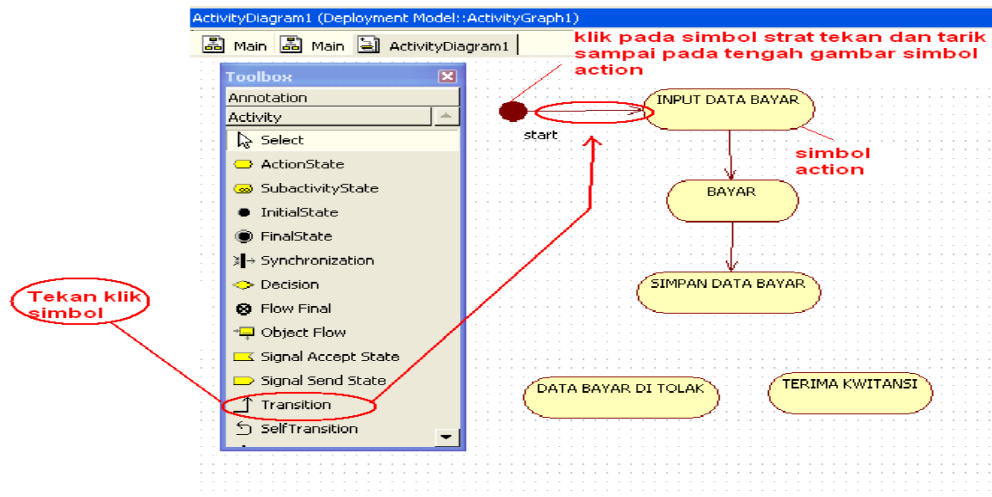 ActivityDiagram1 (Deployment Model::ActivityGraph1)
Main Main ActivityDiagram1
klik pada simbol strat tekan dan tarik
sampai pada tengah gambar simbol
action
Toolbox
Annotation
Activity
Select
ActionState
SubactivityState
InitialState
FinalState
Synchronization
Decision
Flow Final
Object Flow
Signal Accept State
Signal Send State
Transition
SelfTransition
Tekan klik
simbol
start
INPUT DATA BAYAR
simbol
action
BAYAR
SIMPAN DATA BAYAR
DATA BAYAR DI TOLAK
TERIMA KWITANSI